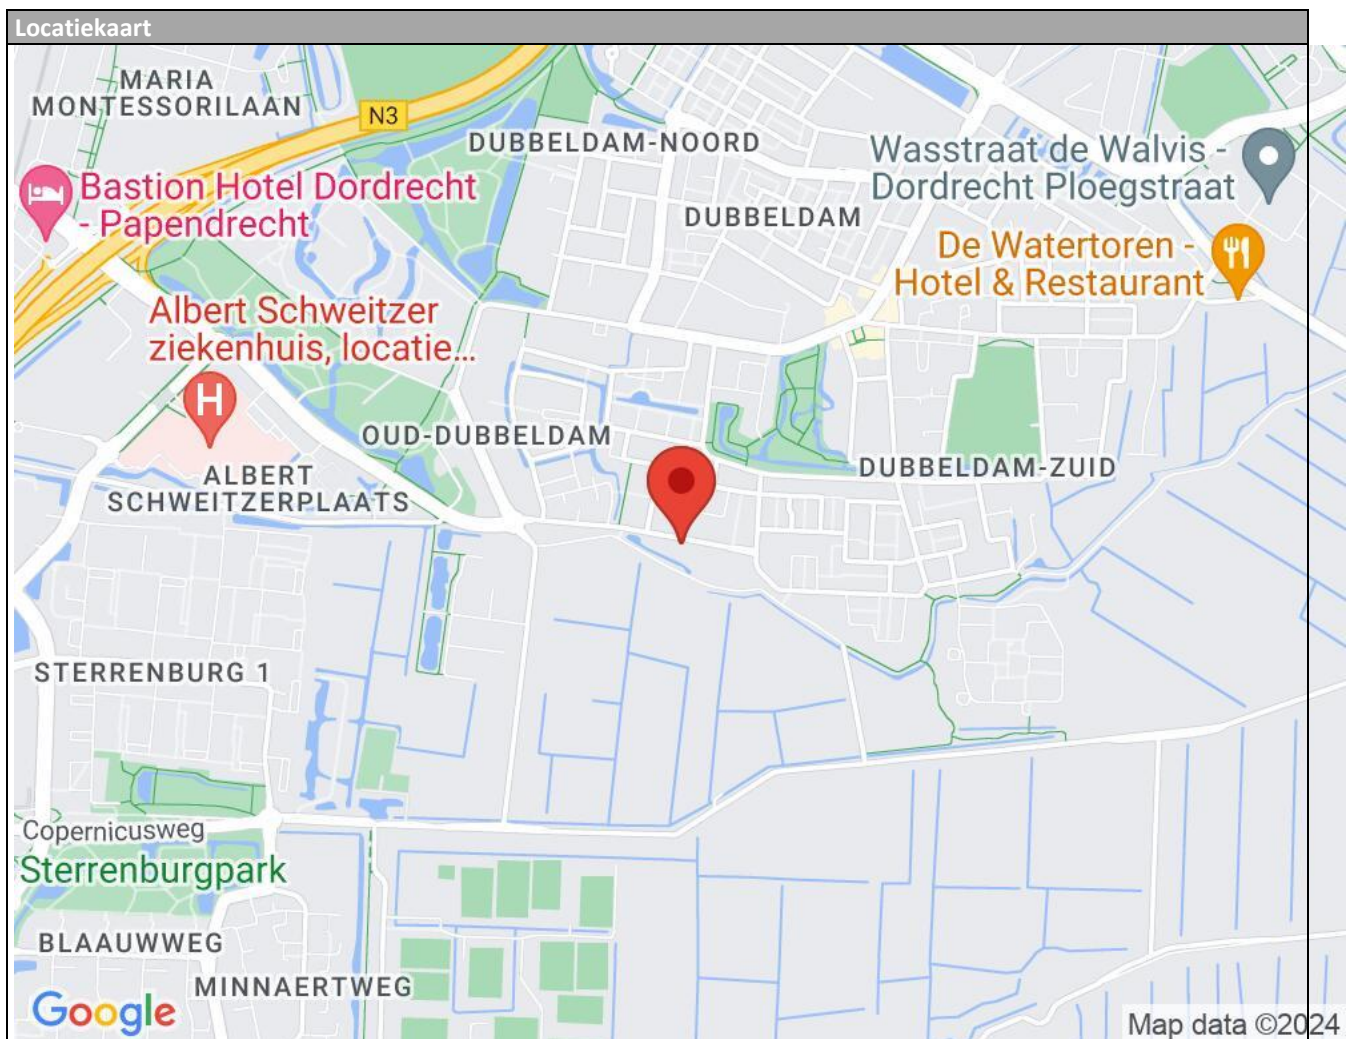 Locatiekaart
MARIA
MONTESSORILAAN
N3
DUBBELDAM-NOORD
Wasstraat de Walvis -
Dordrecht Ploegstraat
Bastion Hotel Dordrecht
- Papendrecht
DUBBELDAM
De Watertoren -
Hotel & Restaurant
Albert Schweitzer
ziekenhuis, locatie...
H
OUD-DUBBELDAM
DUBBELDAM-ZUID
ALBERT
SCHWEITZERPLAATS
STERRENBURG 1
Copernicusweg
Sterrenburgpark
BLAAUWWEG
MINNAERTWEG
Google
Map data ©2024